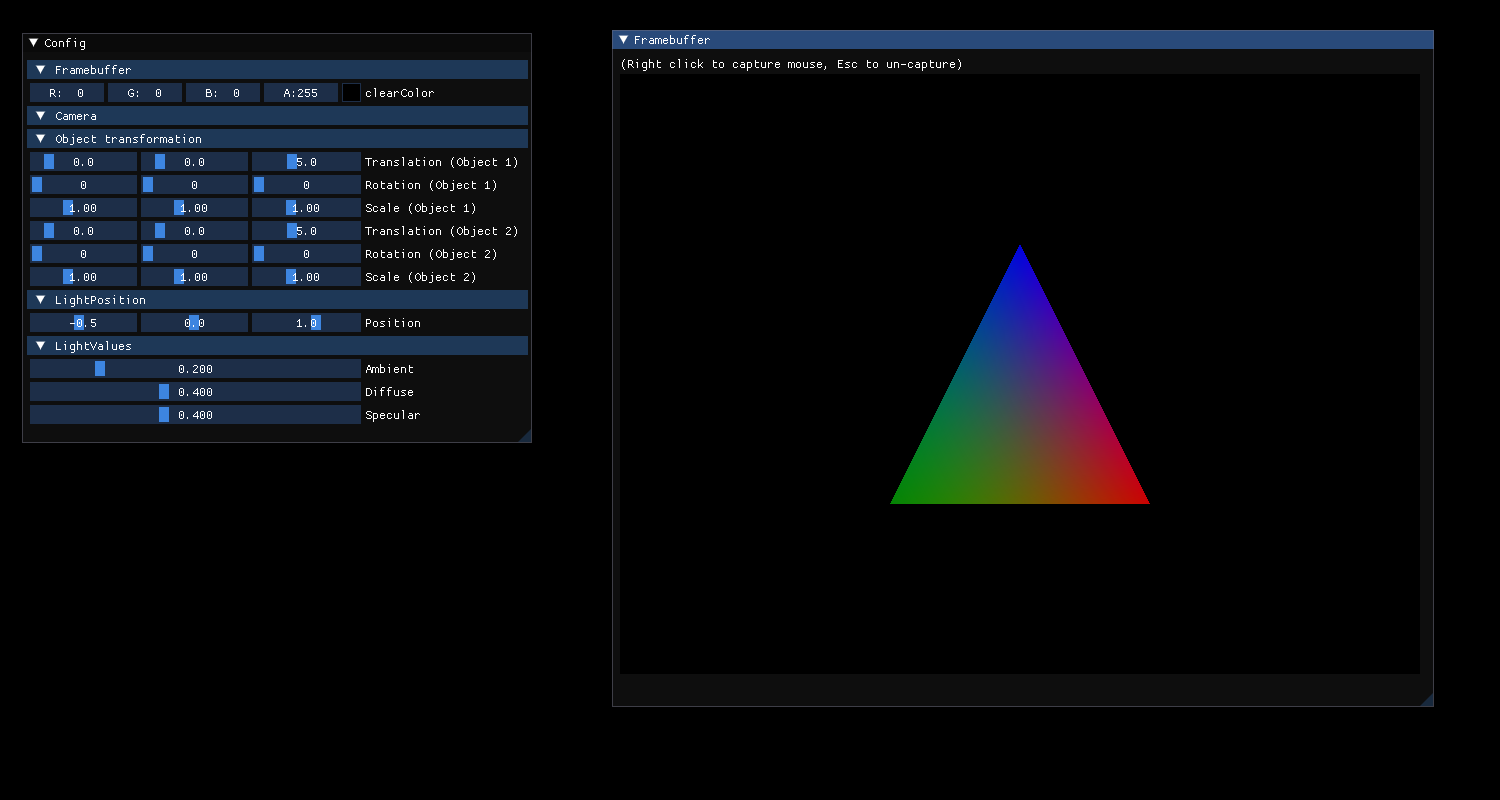 Config
Framebuffer
R: 0 G: 0 B: 0 A:255 clearColor
Camera
Object transformation
0.0 0.0 5.0 Translation (Object 1)
0 0 0 Rotation (Object 1)
1.00 1.00 1.00 Scale (Object 1)
0.0 0.0 5.0 Translation (Object 2)
0 0 0 Rotation (Object 2)
1.00 1.00 1.00 Scale (Object 2)
LightPosition
-0.5 0.0 1.0 Position
LightValues
0.200 Ambient
0.400 Diffuse
0.400 Specular
Framebuffer
(Right click to capture mouse, Esc to un-capture)